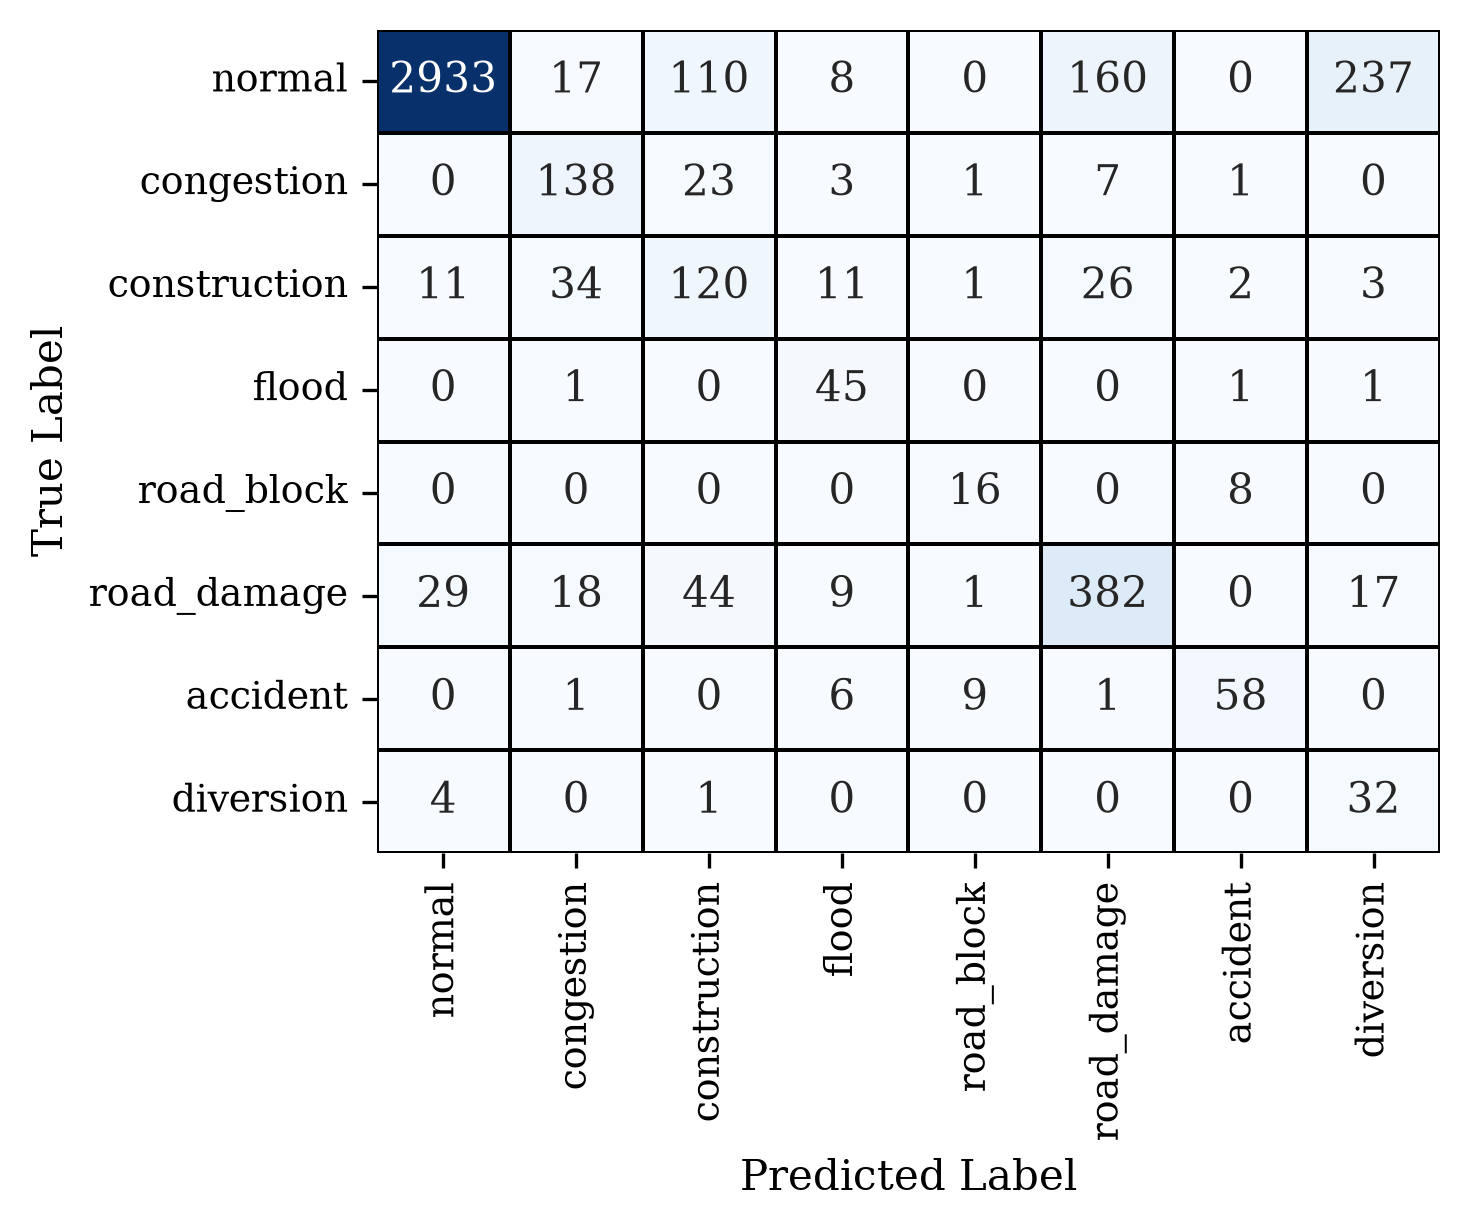 normal 2933 17 110 8 0 160 0 237
congestion 0 138 23 3 1 7 1 0
construction 11 34 120 11 1 26 2 3
flood 0 1 0 45 0 0 1 1
road_block 0 0 0 0 16 0 8 0
road_damage 29 18 44 9 1 382 0 17
accident 0 1 0 6 9 1 58 0
diversion 4 0 1 0 0 0 0 32
True Label
normal congestion construction flood road_block road_damage accident diversion
Predicted Label